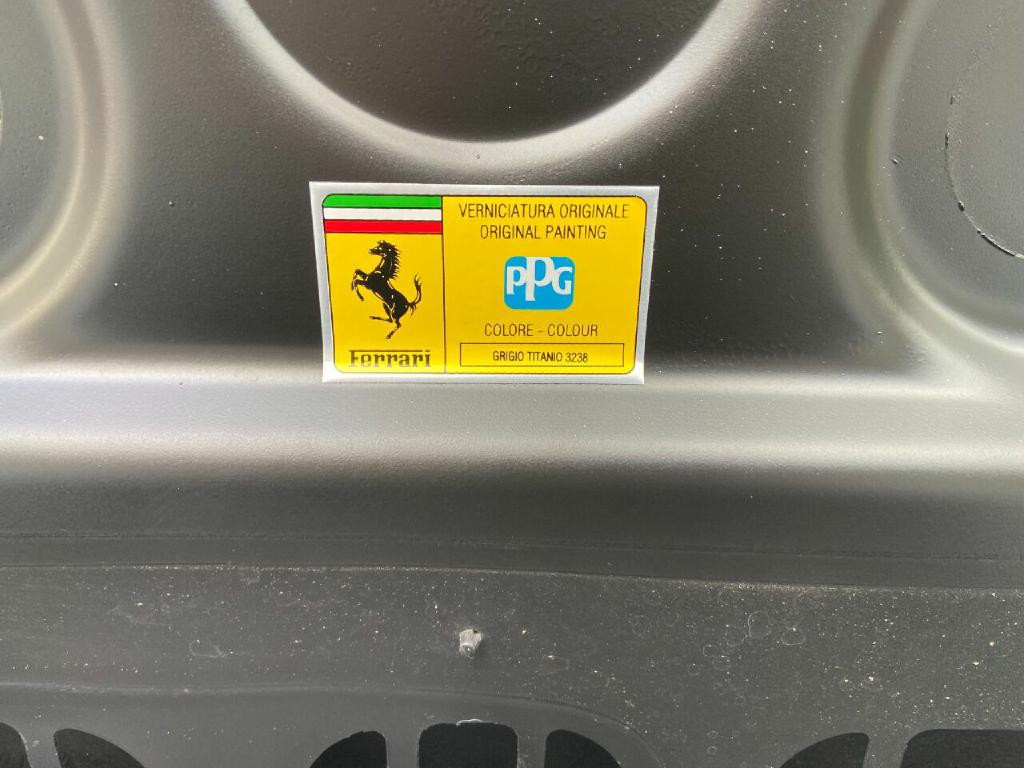 Ferrari
VERNICIATURA ORIGINALE
ORIGINAL PAINTING
PPG
COLORE - COLOUR
GRIGIO TITANIO 3238